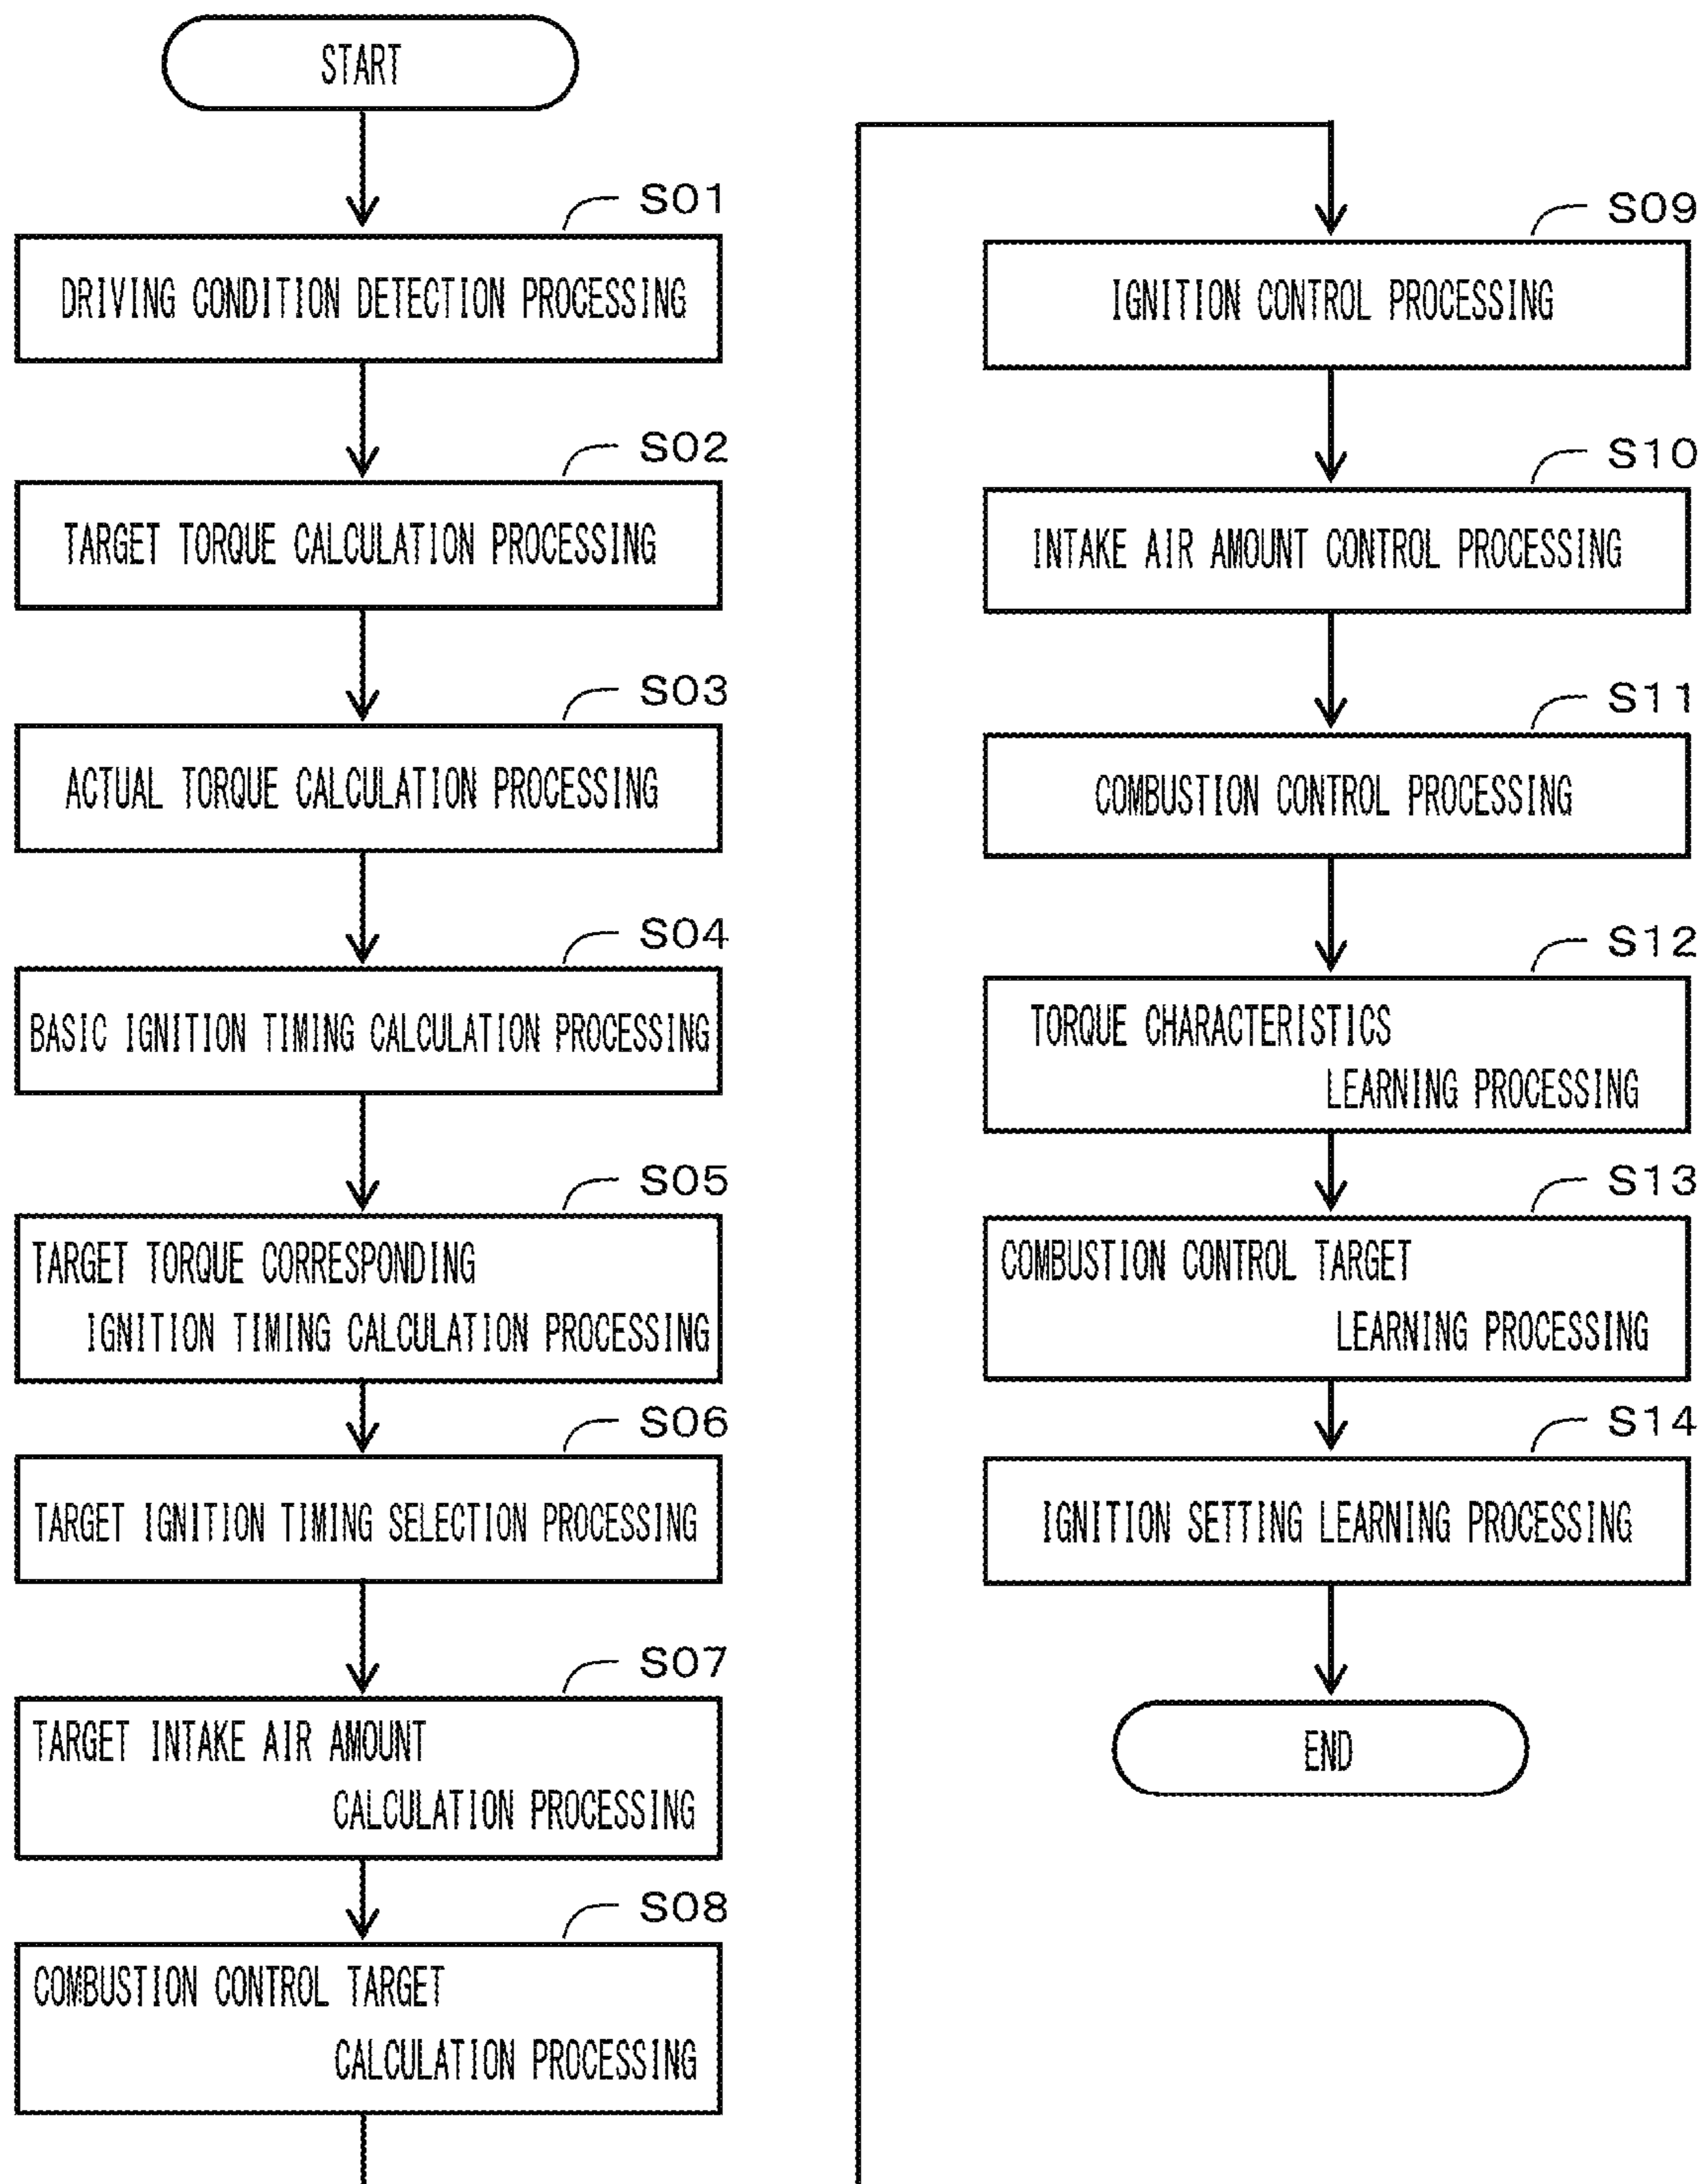 START
S01
DRIVING CONDITION DETECTION PROCESSING
S02
TARGET TORQUE CALCULATION PROCESSING
S03
ACTUAL TORQUE CALCULATION PROCESSING
S04
BASIC IGNITION TIMING CALCULATION PROCESSING
S05
TARGET TORQUE CORRESPONDING
IGNITION TIMING CALCULATION PROCESSING
S06
TARGET IGNITION TIMING SELECTION PROCESSING
S07
TARGET INTAKE AIR AMOUNT
CALCULATION PROCESSING
S08
COMBUSTION CONTROL TARGET
CALCULATION PROCESSING
S09
IGNITION CONTROL PROCESSING
S10
INTAKE AIR AMOUNT CONTROL PROCESSING
S11
COMBUSTION CONTROL PROCESSING
S12
TORQUE CHARACTERISTICS
LEARNING PROCESSING
S13
COMBUSTION CONTROL TARGET
LEARNING PROCESSING
S14
IGNITION SETTING LEARNING PROCESSING
END